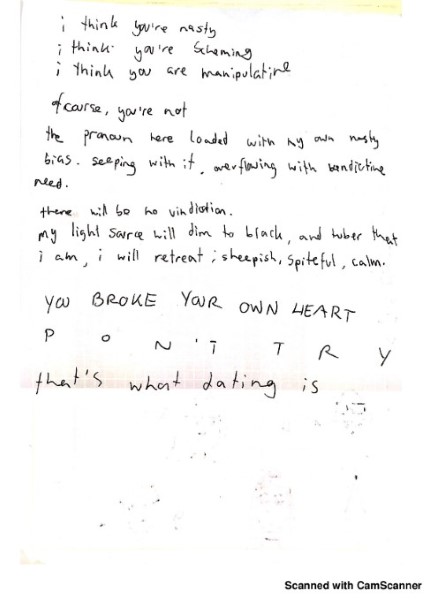 i think you're nasty
i think you're scheming
i think you are manipulative
of course, you're not
the pronoun here loaded with my own nasty
bias. seeping with it, overflowing with
need.
there will be no vindication.
my light source will dim to black, and tuber that
i am, i will retreat; sheepish, spiteful, calm.
YOU BROKE YOUR OWN HEART
DON'T TRY
that's what dating is
Scanned with CamScanner